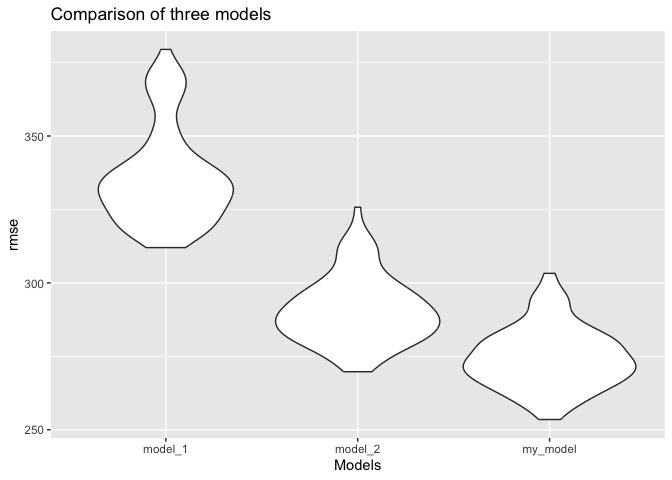 Comparison of three models
rmse
350
300
250
model_1
model_2
my_model
Models